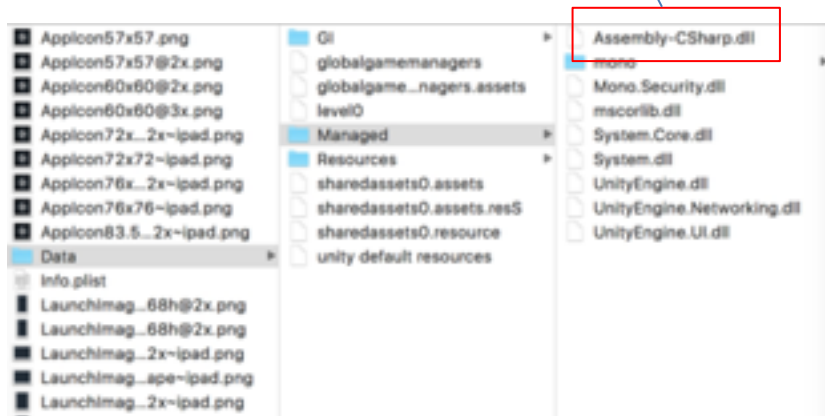 AppIcon57x57.png
AppIcon57x57@2x.png
AppIcon60x60@2x.png
AppIcon60x60@3x.png
AppIcon72x...2x~ipad.png
AppIcon72x72~ipad.png
AppIcon76x...2x~ipad.png
AppIcon76x76~ipad.png
AppIcon83.5...2x~ipad.png
Data
Info.plist
LaunchImag...68h@2x.png
LaunchImag...68h@2x.png
LaunchImag...2x~ipad.png
LaunchImag...ape~ipad.png
LaunchImag...2x~ipad.png
GI
globalgamemanagers
globalgame...nagers.assets
level0
Managed
Resources
sharedassets0.assets
sharedassets0.assets.resS
sharedassets0.resource
unity default resources
Assembly-CSharp.dll
mono
Mono.Security.dll
mscorlib.dll
System.Core.dll
System.dll
UnityEngine.dll
UnityEngine.Networking.dll
UnityEngine.UI.dll